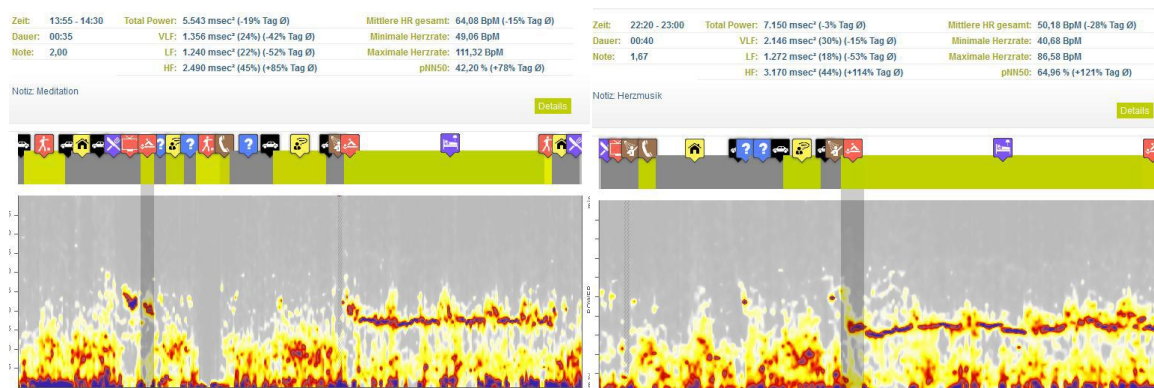 Zeit: 13:55 - 14:30 Total Power: 5.543 msec² (-19% Tag Ø) Mittlere HR gesamt: 64,08 BpM (-15% Tag Ø)
Dauer: 00:35 VLF: 1.356 msec² (24%) (-42% Tag Ø) Minimale Herzrate: 49,06 BpM
Note: 2,00 LF: 1.240 msec² (22%) (-52% Tag Ø) Maximale Herzrate: 111,32 BpM
HF: 2.490 msec² (45%) (+85% Tag Ø) pNN50: 42,20 % (+78% Tag Ø)
Notiz: Meditation
Details
Zeit: 22:20 - 23:00 Total Power: 7.150 msec² (-3% Tag Ø) Mittlere HR gesamt: 50,18 BpM (-28% Tag Ø)
Dauer: 00:40 VLF: 2.146 msec² (30%) (-15% Tag Ø) Minimale Herzrate: 40,68 BpM
Note: 1,67 LF: 1.272 msec² (18%) (-53% Tag Ø) Maximale Herzrate: 86,58 BpM
HF: 3.170 msec² (44%) (+114% Tag Ø) pNN50: 64,96 % (+121% Tag Ø)
Notiz: Herzmusik
Details